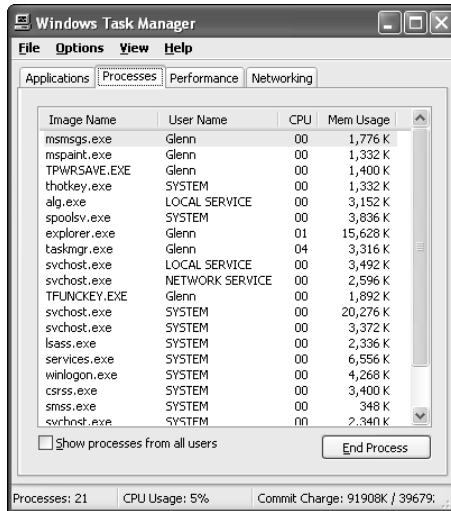 Windows Task Manager
File Options View Help
Applications Processes Performance Networking
Image Name User Name CPU Mem Usage
msmsgs.exe Glenn 00 1,776 K
mspaint.exe Glenn 00 1,332 K
TPWRSAVE.EXE Glenn 00 1,400 K
thotkey.exe SYSTEM 00 1,332 K
alg.exe LOCAL SERVICE 00 3,152 K
spoolsv.exe SYSTEM 00 3,836 K
explorer.exe Glenn 01 15,628 K
taskmgr.exe Glenn 04 3,316 K
svchost.exe LOCAL SERVICE 00 3,492 K
svchost.exe NETWORK SERVICE 00 2,596 K
TFUNCKEY.EXE Glenn 00 1,892 K
svchost.exe SYSTEM 00 20,276 K
svchost.exe SYSTEM 00 3,372 K
lsass.exe SYSTEM 00 2,336 K
services.exe SYSTEM 00 6,556 K
winlogon.exe SYSTEM 00 4,268 K
csrss.exe SYSTEM 00 3,400 K
smss.exe SYSTEM 00 348 K
svchost.exe SYSTEM 00 2,340 K
Show processes from all users End Process
Processes: 21 CPU Usage: 5% Commit Charge: 91908K / 39679